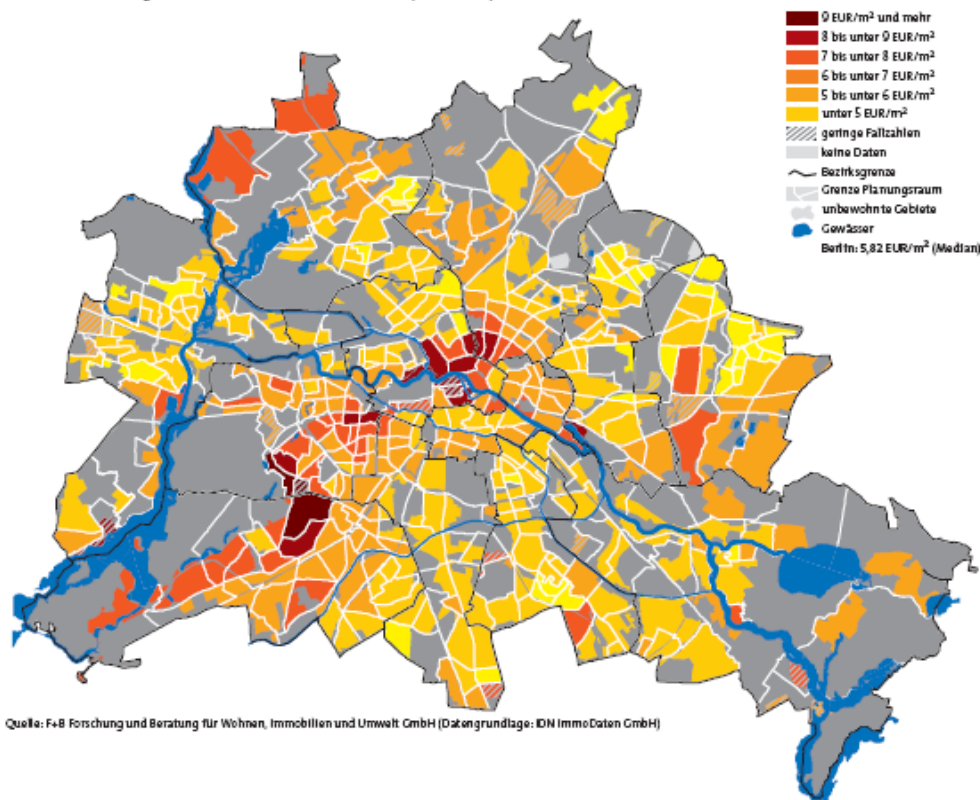 9 EUR/m² und mehr
8 bis unter 9 EUR/m²
7 bis unter 8 EUR/m²
6 bis unter 7 EUR/m²
5 bis unter 6 EUR/m²
unter 5 EUR/m²
geringe Fallzahlen
keine Daten
Bezirksgrenze
Grenze Planungsraum
unbewohnte Gebiete
Gewässer
Berlin: 5,82 EUR/m² (Median)
Quelle: F+B Forschung und Beratung für Wohnen, Immobilien und Umwelt GmbH (Datengrundlage: IDN ImmoDaten GmbH)